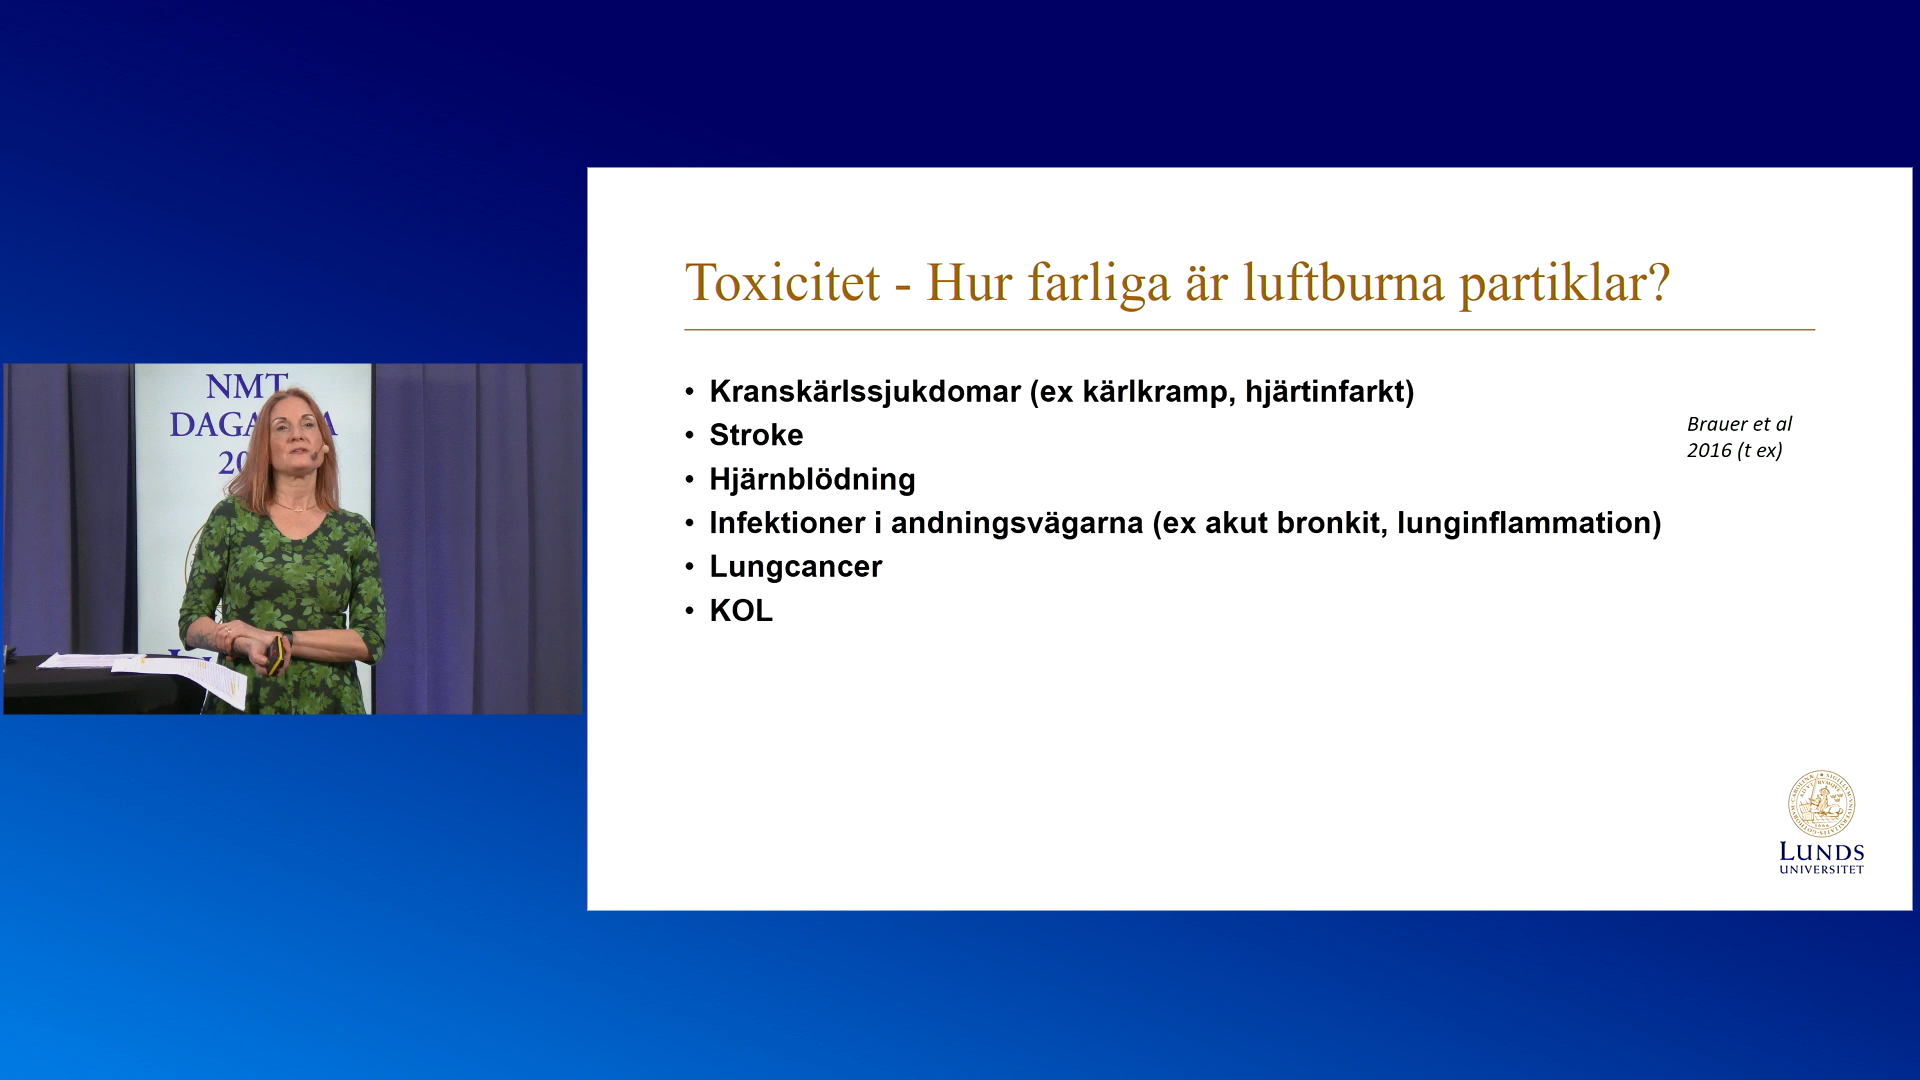 NMT
DAGA
20
Toxicitet - Hur farliga är luftburna partiklar?
• Kranskärlssjukdomar (ex kärlkramp, hjärtinfarkt)
• Stroke
• Hjärnblödning
• Infektioner i andningsvägarna (ex akut bronkit, lunginflammation)
• Lungcancer
• KOL
Brauer et al
2016 (t ex)
LUNDS
UNIVERSITET